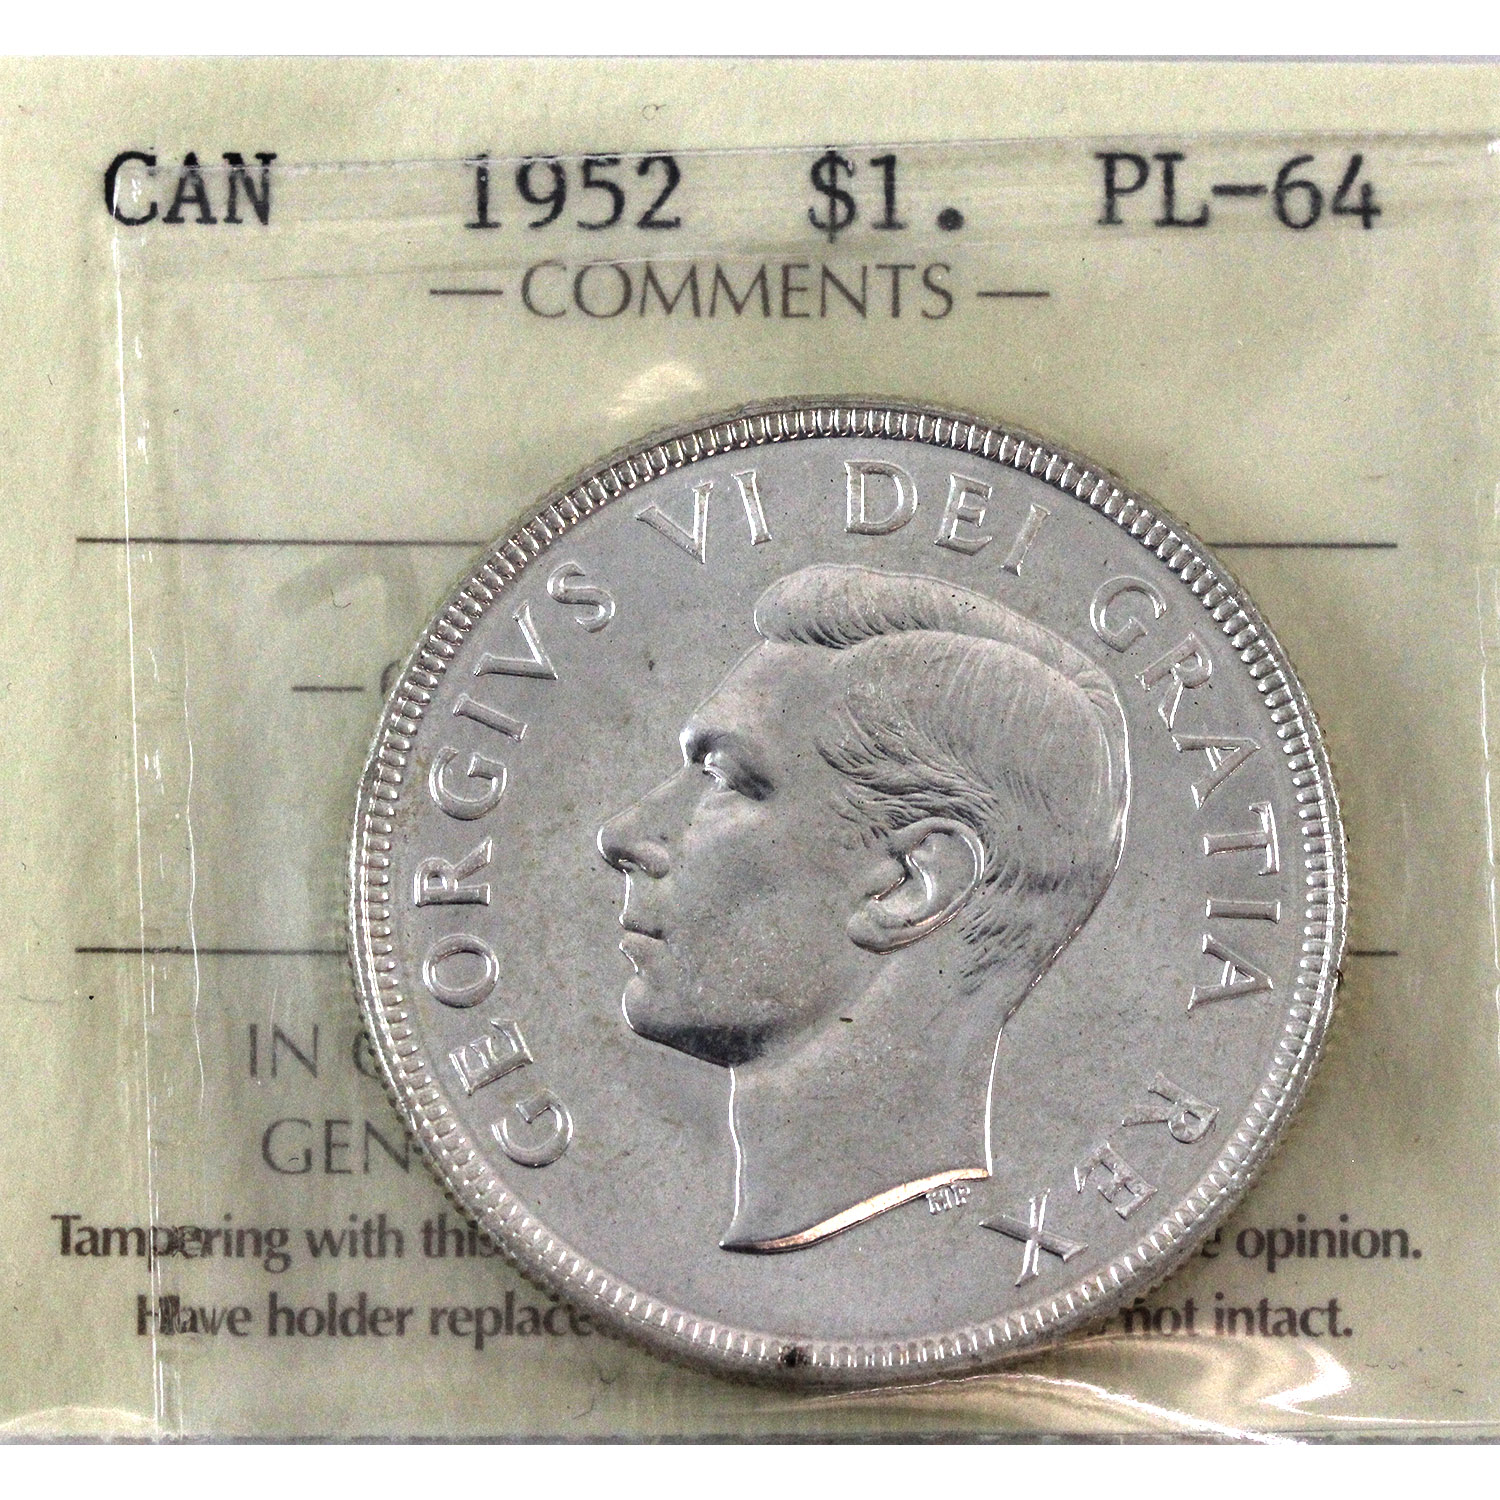 CAN 1952 $1. PL-64
— COMMENTS —
GEORGIVS VI DEI GRATIA REX
HP
IN
GEN
Tampering with this opinion.
Have holder replace not intact.